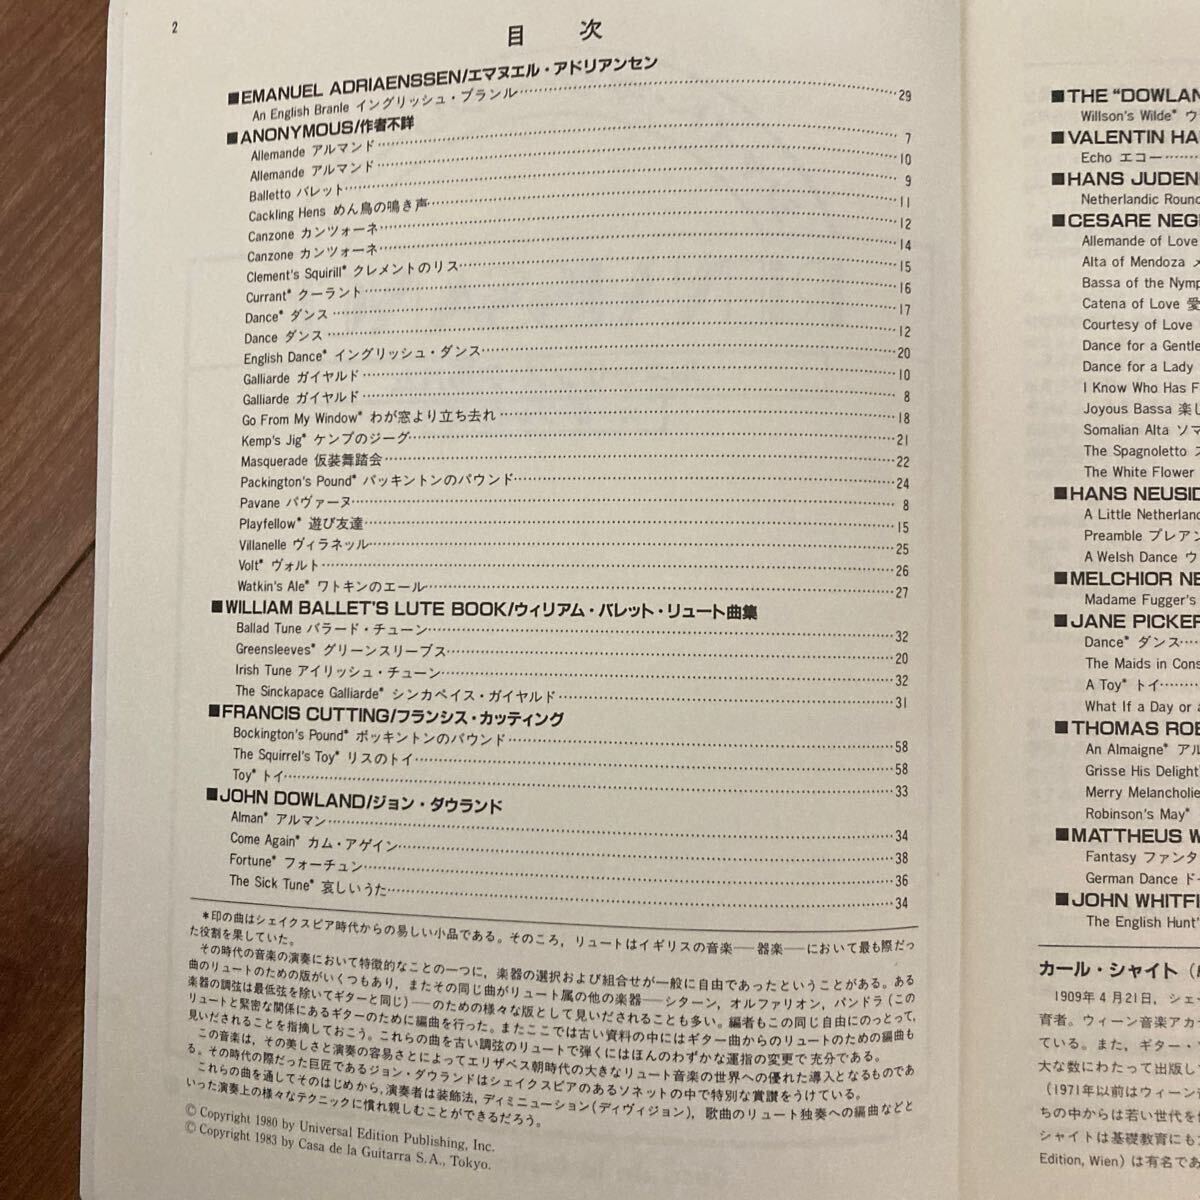 2
目 次
■EMANUEL ADRIAENSSEN/エマヌエル・アドリアンセン
An English Branle イングリッシュ・ブランル……29
■ANONYMOUS/作者不詳
Allemande アルマンド……7
Allemande アルマンド……10
Balletto バレット……9
Cackling Hens めん鳥の鳴き声……11
Canzone カンツォーネ……12
Canzone カンツォーネ……14
Clement's Squirill* クレメントのリス……15
Currant* クーラント……16
Dance* ダンス……17
Dance ダンス……12
English Dance* イングリッシュ・ダンス……20
Galliarde ガイヤルド……10
Galliarde ガイヤルド……8
Go From My Window* わが窓より立ち去れ……18
Kemp's Jig* ケンプのジーグ……21
Masquerade 仮装舞踏会……22
Packington's Pound* パッキントンのパウンド……24
Pavane パヴァーヌ……8
Playfellow* 遊び友達……15
Villanelle ヴィラネッル……25
Volt* ヴォルト……26
Watkin's Ale* ワトキンのエール……27
■WILLIAM BALLET'S LUTE BOOK/ウィリアム・バレット・リュート曲集
Ballad Tune バラード・チューン……32
Greensleeves* グリーンスリーブス……20
Irish Tune アイリッシュ・チューン……32
The Sinckapace Galliarde* シンカペイス・ガイヤルド……31
■FRANCIS CUTTING/フランシス・カッティング
Bockington's Pound* ボッキントンのパウンド……58
The Squirrel's Toy* リスのトイ……58
Toy* トイ……33
■JOHN DOWLAND/ジョン・ダウランド
Alman* アルマン……34
Come Again* カム・アゲイン……38
Fortune* フォーチュン……36
The Sick Tune* 哀しいうた……34
*印の曲はシェイクスピア時代からの易しい小品である。そのころ，リュートはイギリスの音楽——器楽——において最も際だっ
た役割を果していた。
その時代の音楽の演奏において特徴的なことの一つに，楽器の選択および組合せが一般に自由であったということがある。ある
曲のリュートのための版がいくつもあり，またその同じ曲がリュート属の他の楽器——シターン，オルファリオン，バンドラ（この
楽器の調弦は最低弦を除いてギターと同じ）——のための様々な版として見いだされることも多い。編者もこの同じ自由にのっとって，
リュートと緊密な関係にあるギターのために編曲を行った。またここでは古い資料の中にはギター曲からのリュートのための編曲も
見いだされることを指摘しておこう。これらの曲を古い調弦のリュートで弾くにはほんのわずかな運指の変更で充分である。
この音楽は，その美しさと演奏の容易さとによってエリザベス朝時代の大きなリュート音楽の世界への優れた導入となるものであ
る。その時代の際だった巨匠であるジョン・ダウランドはシェイクスピアのあるソネットの中で特別な賞讃をうけている。
これらの曲を通してそのはじめから，演奏者は装飾法，ディミニューション（ディヴィジョン），歌曲のリュート独奏への編曲などと
いった演奏上の様々なテクニックに慣れ親しむことができるだろう。
© Copyright 1980 by Universal Edition Publishing, Inc.
© Copyright 1983 by Casa de la Guitarra S.A., Tokyo.
■THE "DOWLAN
Willson's Wilde* ウ
■VALENTIN HA
Echo エコー……
■HANS JUDEN
Netherlandic Round
■CESARE NEG
Allemande of Love
Alta of Mendoza メ
Bassa of the Nymp
Catena of Love 愛
Courtesy of Love
Dance for a Gentle
Dance for a Lady
I Know Who Has F
Joyous Bassa 楽し
Somalian Alta ソマ
The Spagnoletto ス
The White Flower
■HANS NEUSID
A Little Netherland
Preamble プレアン
A Welsh Dance ウ
■MELCHIOR NE
Madame Fugger's
■JANE PICKER
Dance* ダンス……
The Maids in Cons
A Toy* トイ……
What If a Day or a
■THOMAS ROB
An Almaigne* アル
Grisse His Delight*
Merry Melancholie
Robinson's May*
■MATTHEUS W
Fantasy ファンタ
German Dance ドイ
■JOHN WHITFI
The English Hunt'
カール・シャイト（
1909年4月21日，シェー
育者。ウィーン音楽アカデ
ている。また，ギター・
大な数にわたって出版して
（1971年以前はウィーン音
ちの中からは若い世代を
シャイトは基礎教育にも
Edition, Wien）は有名であ